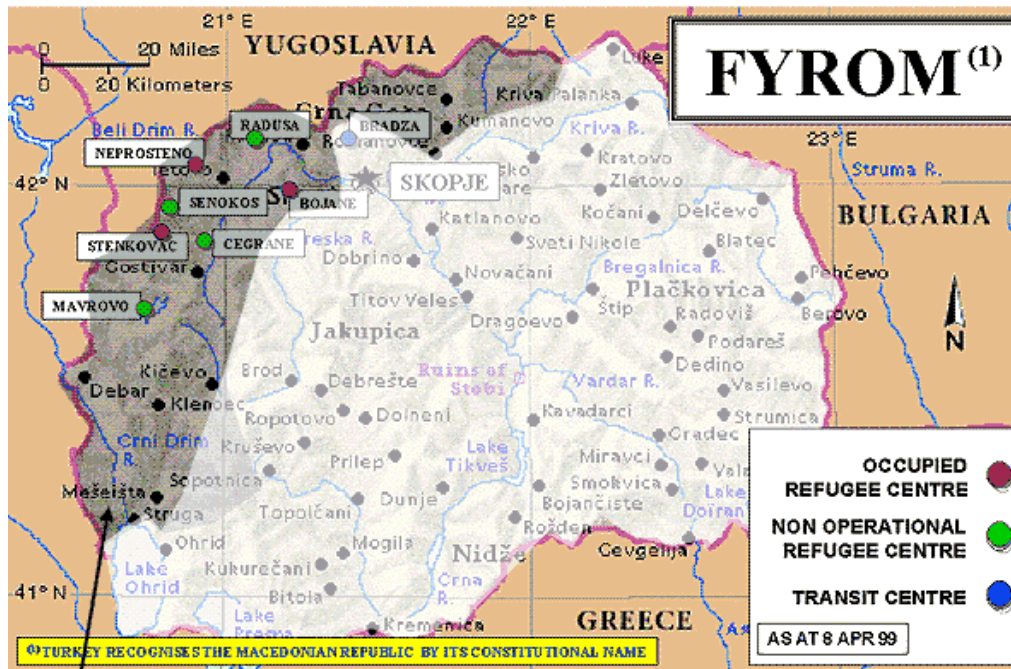 21° E
22° E
20 Miles
20 Kilometers
YUGOSLAVIA
FYROM (1)
Luke
Tabanovce
Kriva Palanka
Crna Gora
Kumanovo
Kriva R.
Beli Drim R.
RADUSA
BRADZA
23° E
NEPROSTENO
Kratovo
Struma R.
42° N
SKOPJE
Zletovo
SENOKOS
BOJANE
Kočani
Delčevo
BULGARIA
Katlanovo
STENKOVAC
CEGRANE
Sveti Nikole
Blatec
Gostivar
Dobrino
Novačani
Bregalnica R.
Pehčevo
MAVROVO
Titov Veles
Plačkovica
Štip
Berovo
Jakupica
Dragoevo
Radoviš
Podareš
N
Dedino
Kičevo
Brod
Debrešte
Ruins of
Stobi
Vardar R.
Debar
Vasilevo
Klenoec
Ropotovo
Dolneni
Kavadarci
Strumica
Crni Drim
R.
Kruševo
Lake
Tikveš
Gradec
Prilep
Miravci
OCCUPIED
REFUGEE CENTRE
Mešeišta
Sopotnica
Dunje
Smokvica
Bojančiste
Lake
Doiran
Struga
Topolčani
Rožden
NON OPERATIONAL
REFUGEE CENTRE
Ohrid
Mogila
Nidže
Gevgelija
Lake
Ohrid
Kukurečani
Crna
R.
TRANSIT CENTRE
41° N
Bitola
Lake
Kremenica
GREECE
AS AT 8 APR 99
(1) TURKEY RECOGNISES THE MACEDONIAN REPUBLIC BY ITS CONSTITUTIONAL NAME